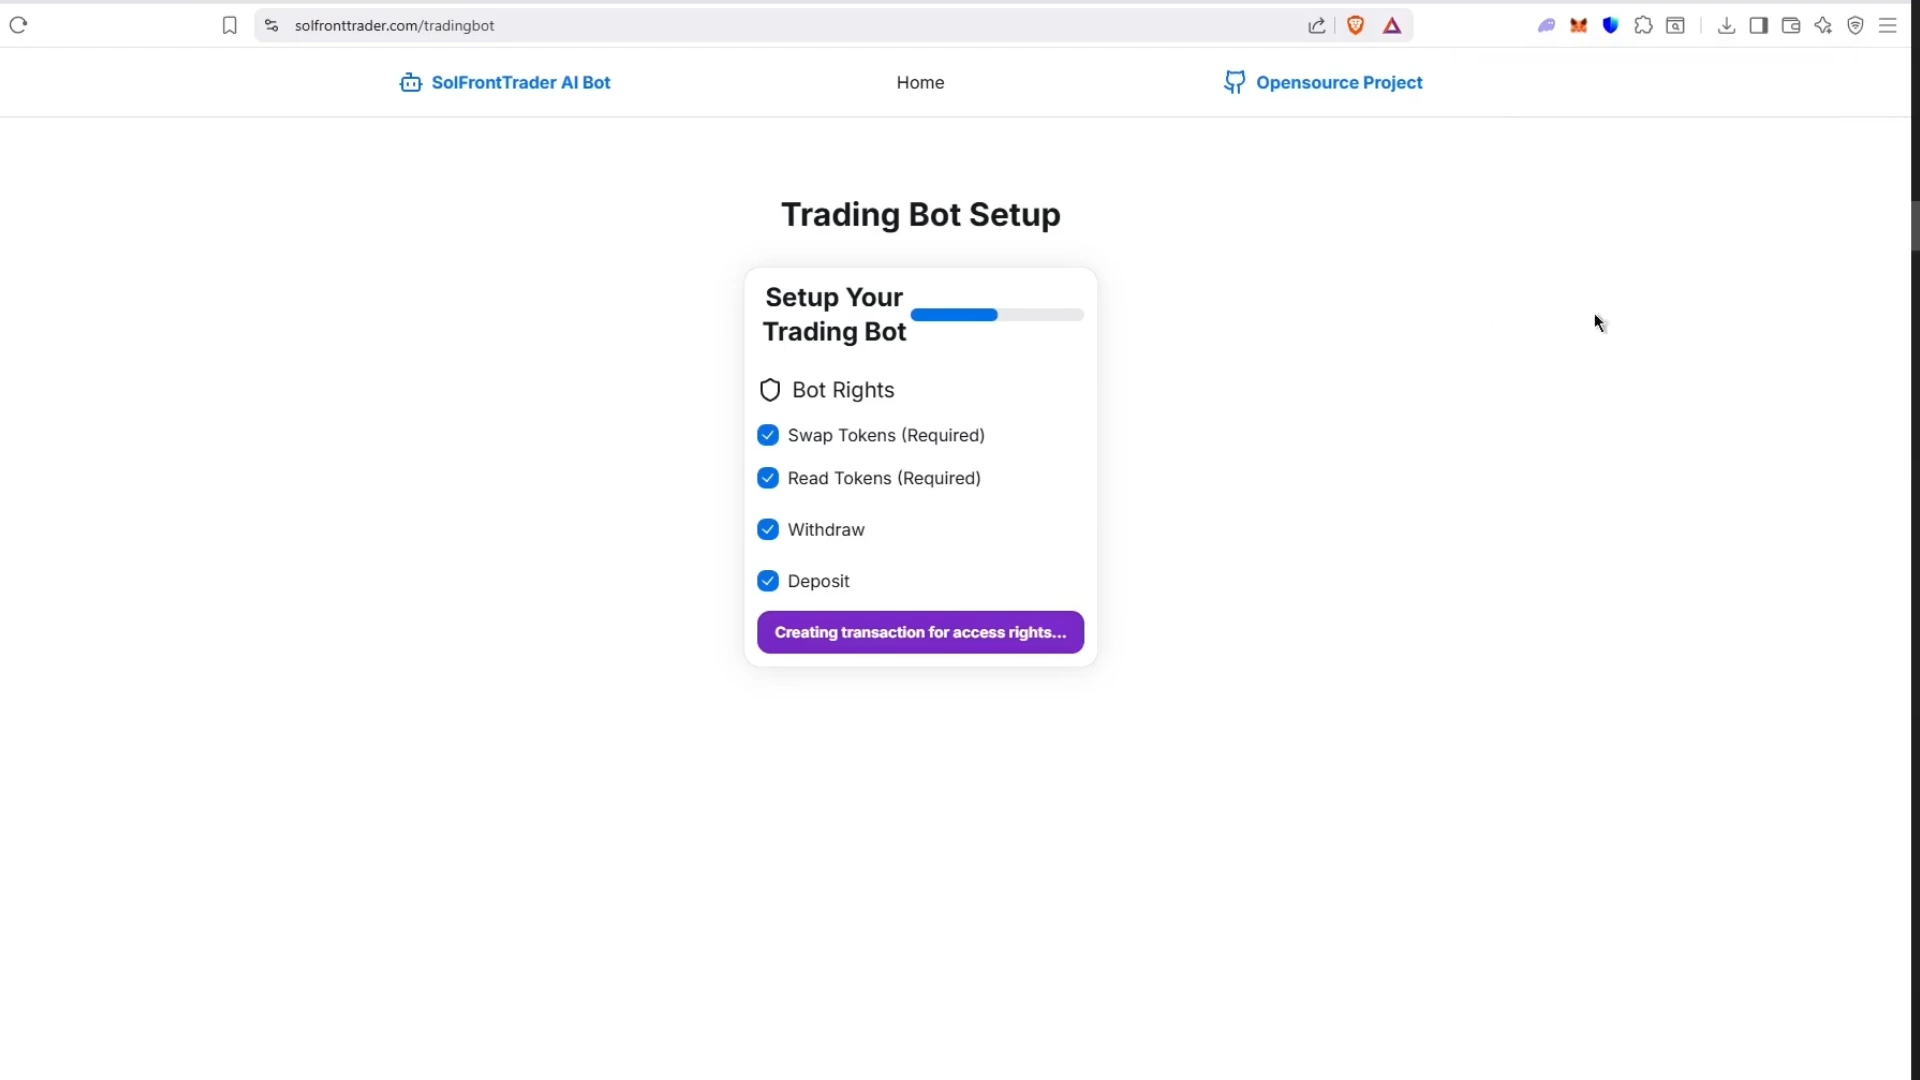 solfronttrader.com/tradingbot
SolFrontTrader AI Bot
Home
Opensource Project
Trading Bot Setup
Setup Your
Trading Bot
Bot Rights
Swap Tokens (Required)
Read Tokens (Required)
Withdraw
Deposit
Creating transaction for access rights...